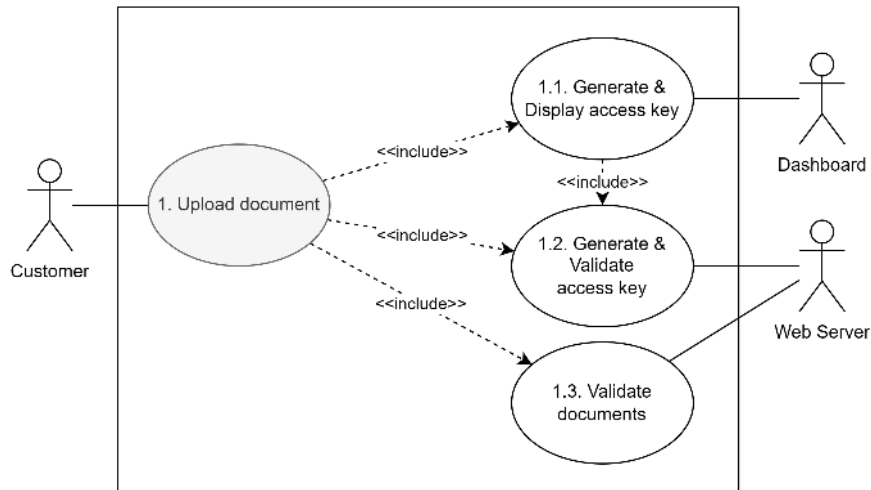 1.1. Generate &
Display access key
Dashboard
<<include>>
<<include>>
1. Upload document
Customer
<<include>>
1.2. Generate &
Validate
access key
Web Server
<<include>>
1.3. Validate
documents